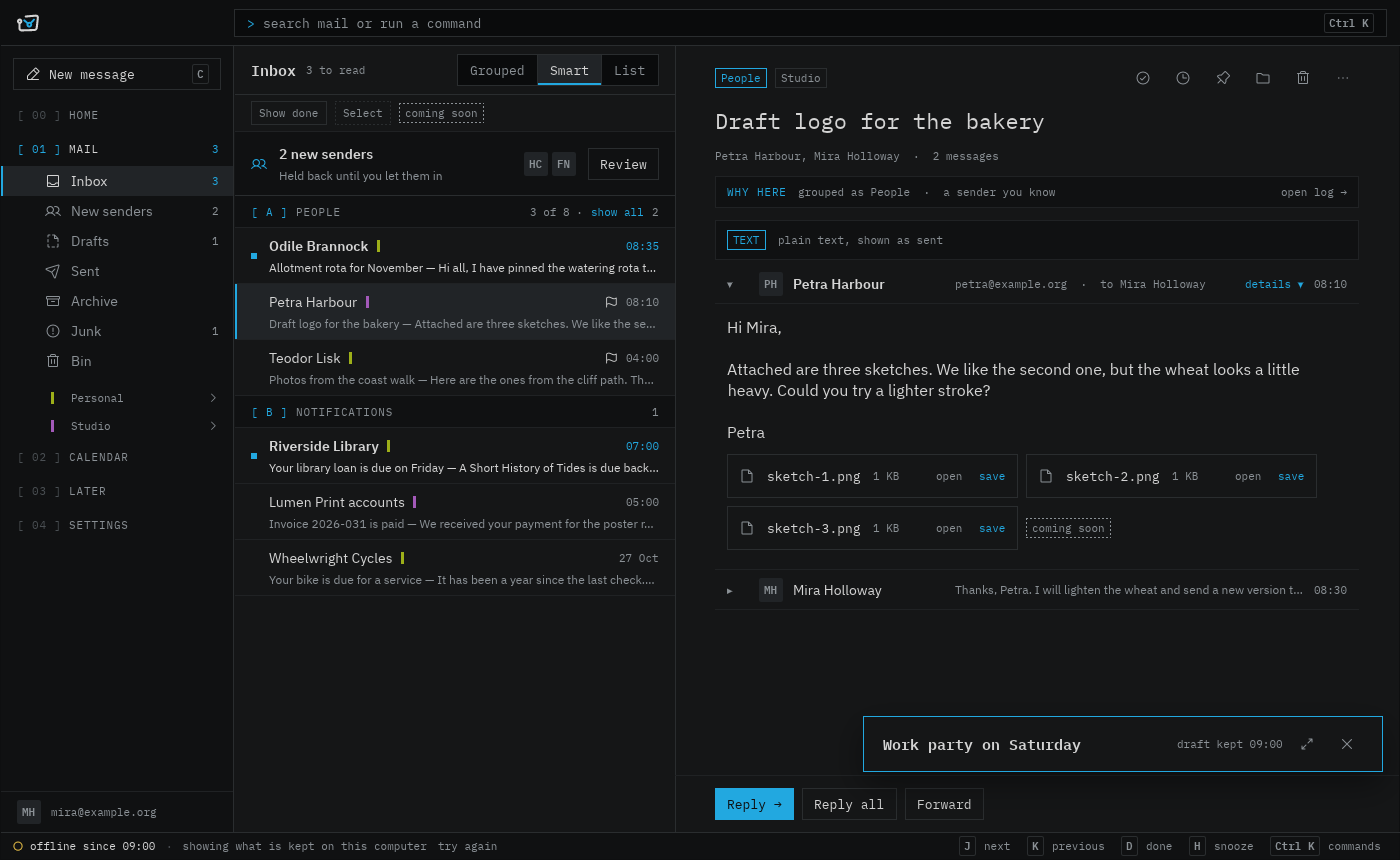 > search mail or run a command Ctrl K
New message C
[ 00 ] HOME
[ 01 ] MAIL 3
Inbox 3
New senders 2
Drafts 1
Sent
Archive
Junk 1
Bin
Personal
Studio
[ 02 ] CALENDAR
[ 03 ] LATER
[ 04 ] SETTINGS
MH mira@example.org
Inbox 3 to read Grouped Smart List
Show done Select coming soon
2 new senders
Held back until you let them in
HC FN Review
[ A ] PEOPLE 3 of 8 · show all 2
Odile Brannock 08:35
Allotment rota for November — Hi all, I have pinned the watering rota t…
Petra Harbour 08:10
Draft logo for the bakery — Attached are three sketches. We like the se…
Teodor Lisk 04:00
Photos from the coast walk — Here are the ones from the cliff path. Th…
[ B ] NOTIFICATIONS 1
Riverside Library 07:00
Your library loan is due on Friday — A Short History of Tides is due back…
Lumen Print accounts 05:00
Invoice 2026-031 is paid — We received your payment for the poster r…
Wheelwright Cycles 27 Oct
Your bike is due for a service — It has been a year since the last check.…
People Studio
Draft logo for the bakery
Petra Harbour, Mira Holloway · 2 messages
WHY HERE grouped as People · a sender you know open log →
TEXT plain text, shown as sent
▾ PH Petra Harbour petra@example.org · to Mira Holloway details ▾ 08:10
Hi Mira,
Attached are three sketches. We like the second one, but the wheat looks a little
heavy. Could you try a lighter stroke?
Petra
sketch-1.png 1 KB open save
sketch-2.png 1 KB open save
sketch-3.png 1 KB open save
coming soon
▸ MH Mira Holloway Thanks, Petra. I will lighten the wheat and send a new version t… 08:30
Work party on Saturday draft kept 09:00
Reply → Reply all Forward
offline since 09:00 · showing what is kept on this computer try again
J next K previous D done H snooze Ctrl K commands